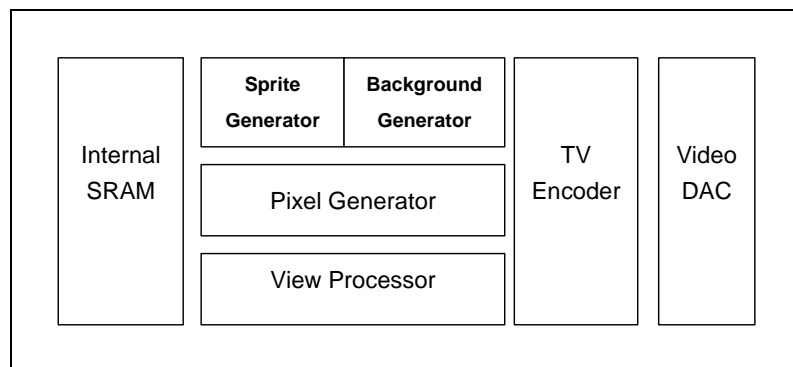 Internal
SRAM
Sprite
Generator
Background
Generator
Pixel Generator
View Processor
TV
Encoder
Video
DAC